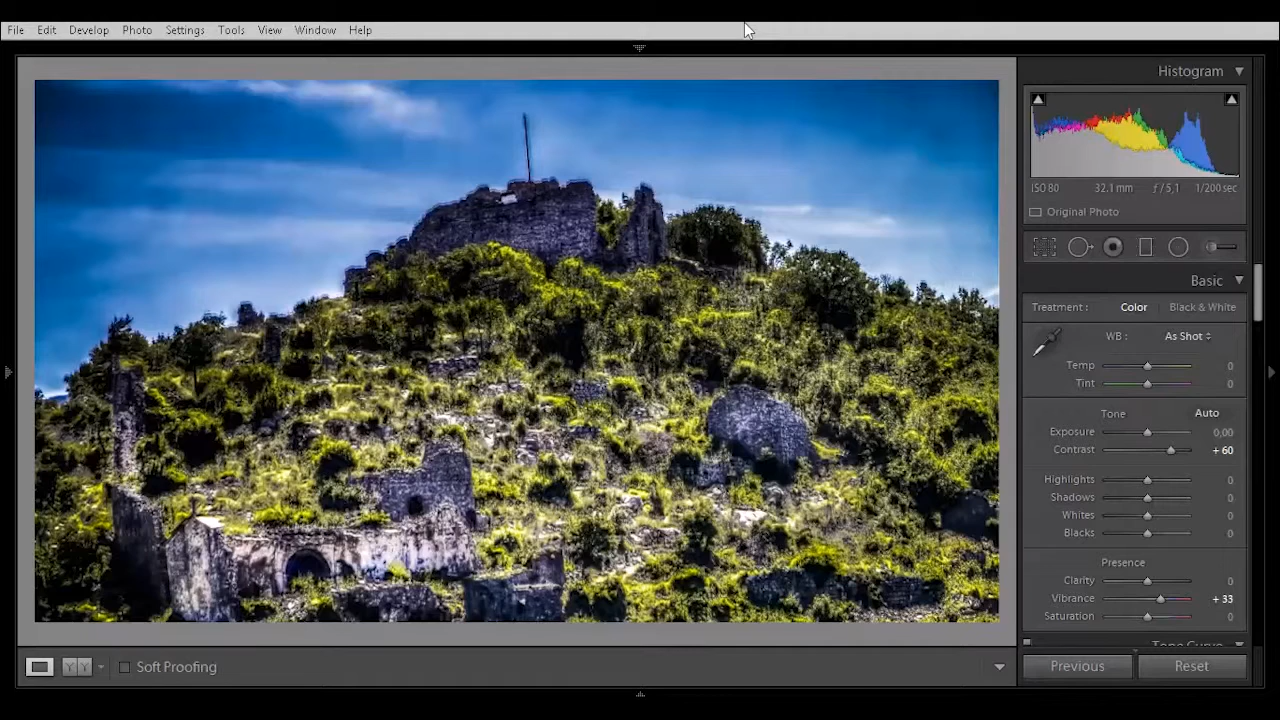 File Edit Develop Photo Settings Tools View Window Help
Histogram
ISO 80 32.1 mm ƒ / 5,1 1/200 sec
Original Photo
Basic
Treatment : Color Black & White
WB : As Shot
Temp 0
Tint 0
Tone Auto
Exposure 0,00
Contrast + 60
Highlights 0
Shadows 0
Whites 0
Blacks 0
Presence
Clarity 0
Vibrance + 33
Saturation 0
Tone Curve
Soft Proofing
Previous Reset